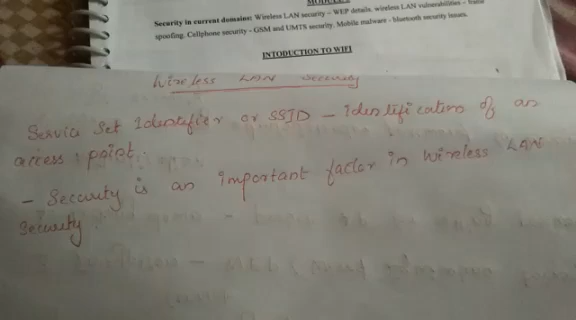 MODULE
Security in current domains: Wireless LAN security – WEP details. wireless LAN vulnerabilities – frame
spoofing. Cellphone security - GSM and UMTS security. Mobile malware - bluetooth security issues.
INTODUCTION TO WIFI
Wireless LAN Security
Service Set Identifier or SSID – Identification of an
access point.
- Security is an important factor in wireless LAN
Security.